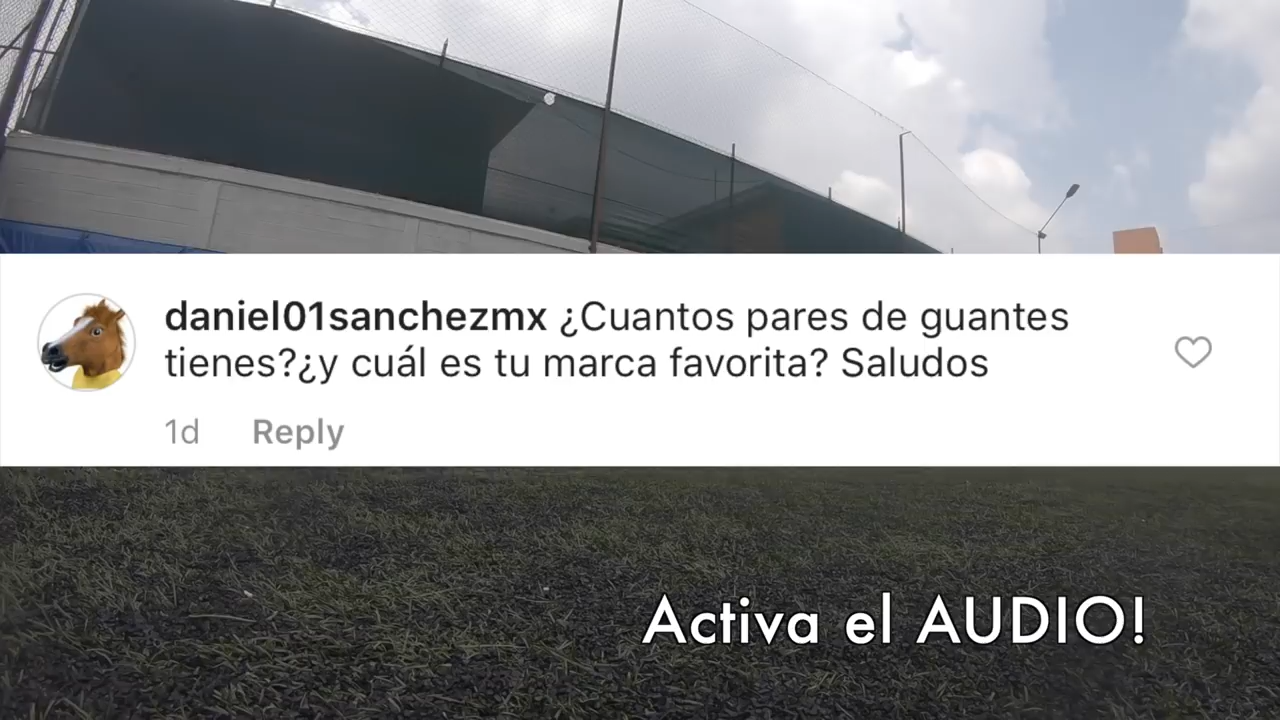 daniel01sanchezmx ¿Cuantos pares de guantes
tienes?¿y cuál es tu marca favorita? Saludos
1d Reply
Activa el AUDIO!